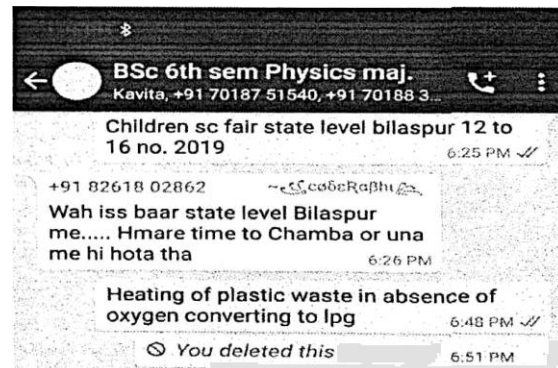 BSc 6th sem Physics maj.
Kavita, +91 70187 51540, +91 70188 3...
Children sc fair state level bilaspur 12 to
16 no. 2019
6:25 PM
+91 82618 02862
Wah iss baar state level Bilaspur
me..... Hmare time to Chamba or una
me hi hota tha
6:26 PM
Heating of plastic waste in absence of
oxygen converting to lpg
6:48 PM
You deleted this
6:51 PM